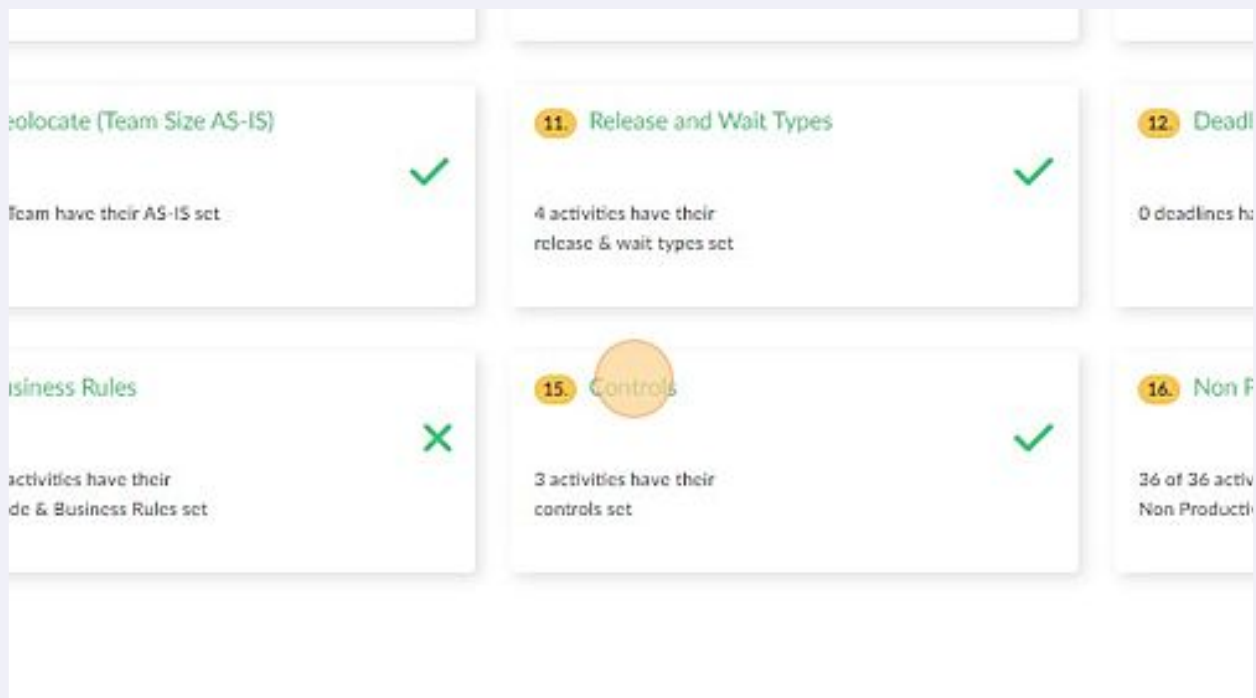 eolocate (Team Size AS-IS)
Team have their AS-IS set
11. Release and Wait Types
4 activities have their
release & wait types set
12. Deadl
0 deadlines ha
usiness Rules
activities have their
de & Business Rules set
15. Controls
3 activities have their
controls set
16. Non P
36 of 36 activ
Non Producti